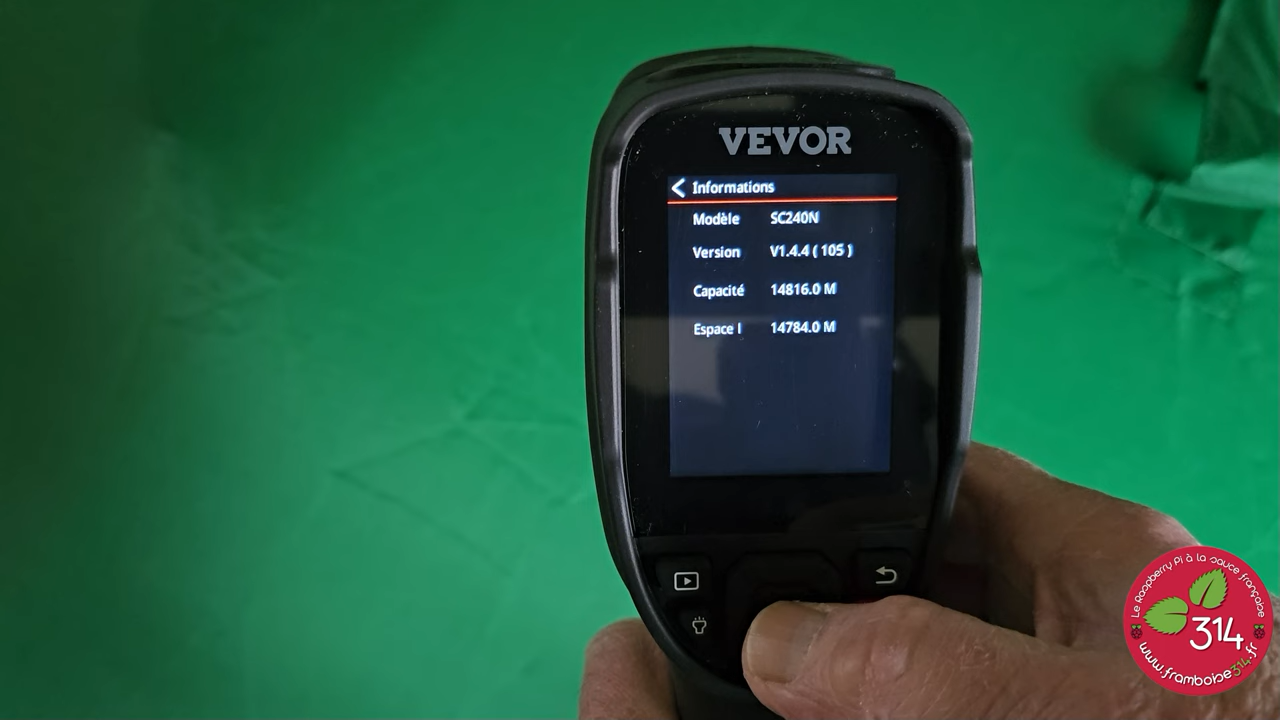 VEVOR
Informations
Modèle SC240N
Version V1.4.4 ( 105 )
Capacité 14816.0 M
Espace l 14784.0 M
Le Raspberry Pi à la sauce française
314
www.framboise314.fr